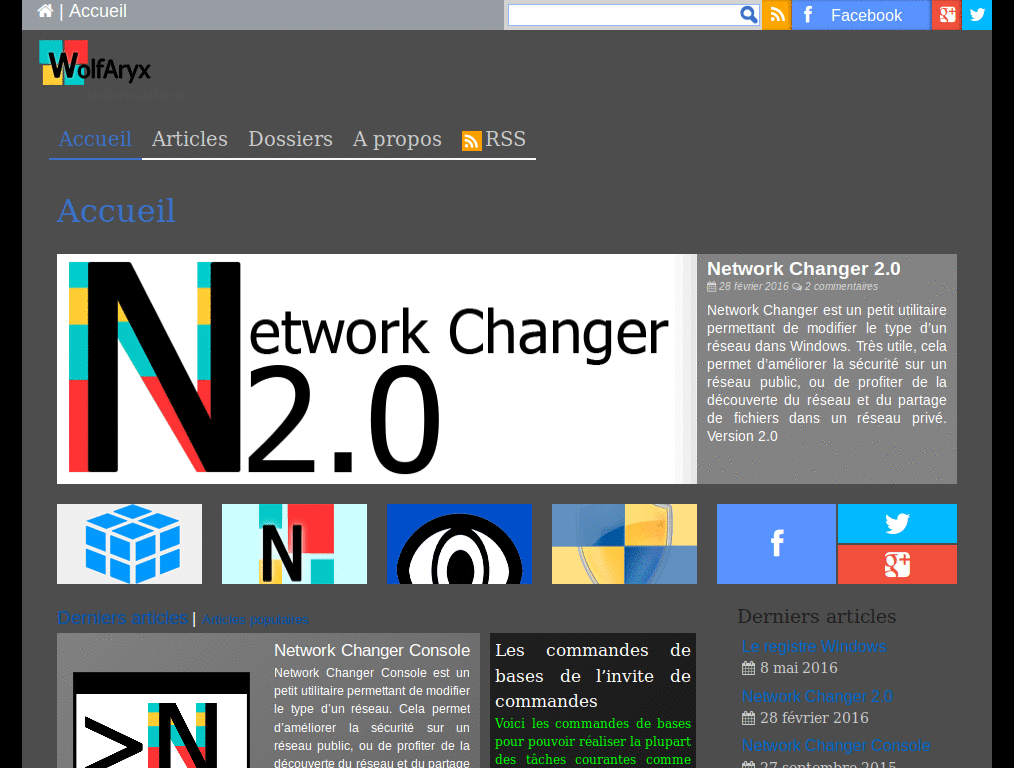 | Accueil
Facebook
WolfAryx
Accueil Articles Dossiers A propos RSS
Accueil
Network Changer
2.0
Network Changer 2.0
28 février 2016 2 commentaires
Network Changer est un petit utilitaire
permettant de modifier le type d’un
réseau dans Windows. Très utile, cela
permet d’améliorer la sécurité sur un
réseau public, ou de profiter de la
découverte du réseau et du partage
de fichiers dans un réseau privé.
Version 2.0
N
Derniers articles | Articles populaires
>N
Network Changer Console
Network Changer Console est un
petit utilitaire permettant de modifier
le type d’un réseau. Cela permet
d’améliorer la sécurité sur un
réseau public, ou de profiter de la
découverte du réseau et du partage
Les commandes de
bases de l’invite de
commandes
Voici les commandes de bases
pour pouvoir réaliser la plupart
des tâches courantes comme
Derniers articles
Le registre Windows
8 mai 2016
Network Changer 2.0
28 février 2016
Network Changer Console
27 septembre 2015